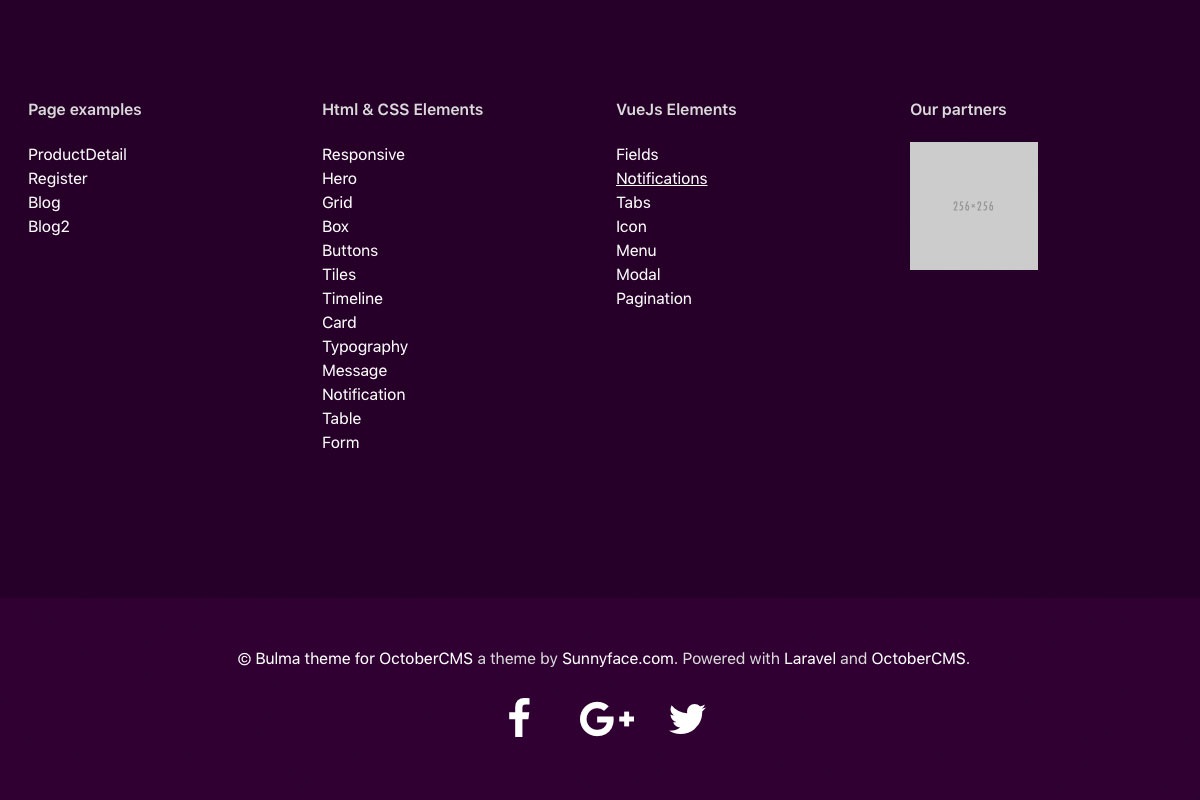 Page examples
ProductDetail
Register
Blog
Blog2
Html & CSS Elements
Responsive
Hero
Grid
Box
Buttons
Tiles
Timeline
Card
Typography
Message
Notification
Table
Form
VueJs Elements
Fields
Notifications
Tabs
Icon
Menu
Modal
Pagination
Our partners
256×256
© Bulma theme for OctoberCMS a theme by Sunnyface.com. Powered with Laravel and OctoberCMS.